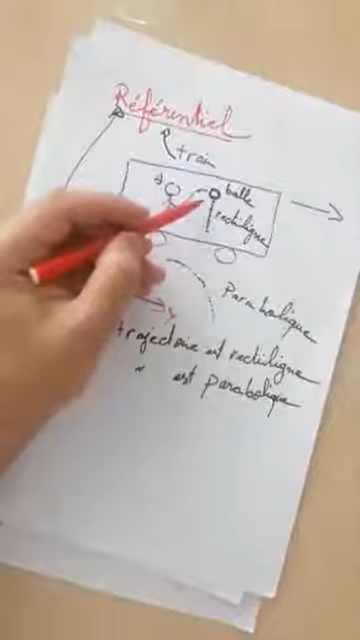 Référentiel
R train
balle
rectiligne
Parabolique
x
trajectoire est rectiligne
" est parabolique